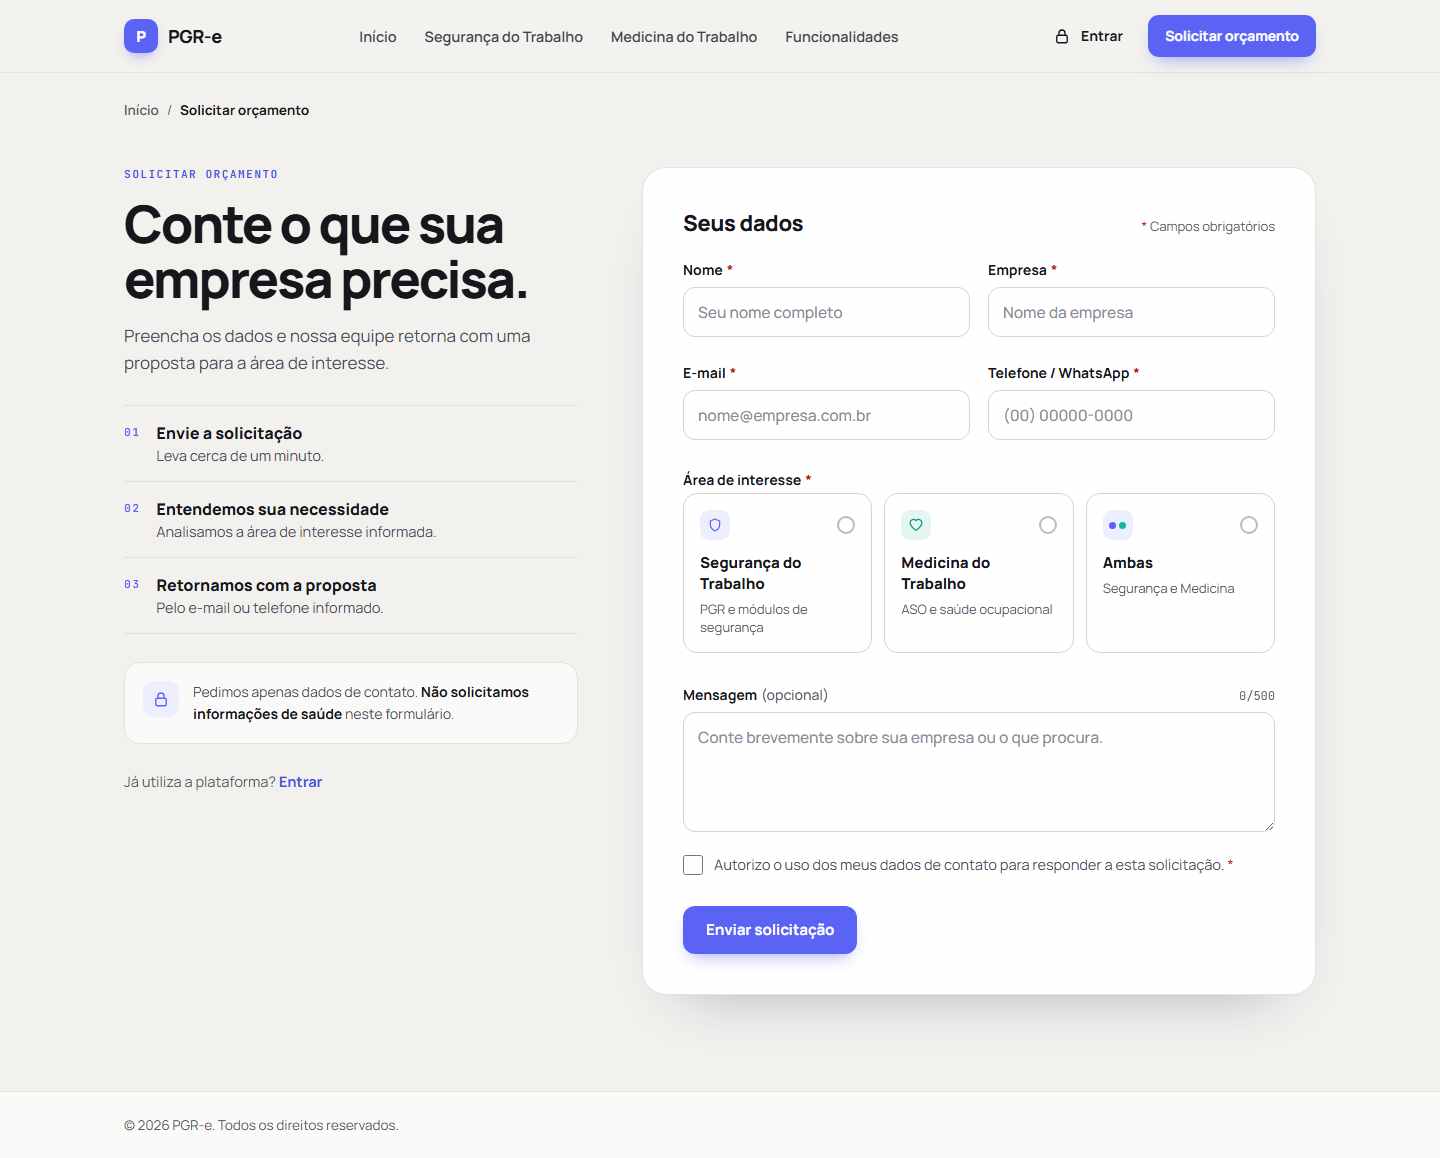 P PGR-e Início Segurança do Trabalho Medicina do Trabalho Funcionalidades Entrar Solicitar orçamento
Início / Solicitar orçamento
SOLICITAR ORÇAMENTO
Conte o que sua
empresa precisa.
Preencha os dados e nossa equipe retorna com uma
proposta para a área de interesse.
01 Envie a solicitação
Leva cerca de um minuto.
02 Entendemos sua necessidade
Analisamos a área de interesse informada.
03 Retornamos com a proposta
Pelo e-mail ou telefone informado.
Pedimos apenas dados de contato. Não solicitamos
informações de saúde neste formulário.
Já utiliza a plataforma? Entrar
Seus dados
* Campos obrigatórios
Nome *
Seu nome completo
Empresa *
Nome da empresa
E-mail *
nome@empresa.com.br
Telefone / WhatsApp *
(00) 00000-0000
Área de interesse *
Segurança do
Trabalho
PGR e módulos de
segurança
Medicina do
Trabalho
ASO e saúde ocupacional
Ambas
Segurança e Medicina
Mensagem (opcional)
0/500
Conte brevemente sobre sua empresa ou o que procura.
Autorizo o uso dos meus dados de contato para responder a esta solicitação. *
Enviar solicitação
© 2026 PGR-e. Todos os direitos reservados.